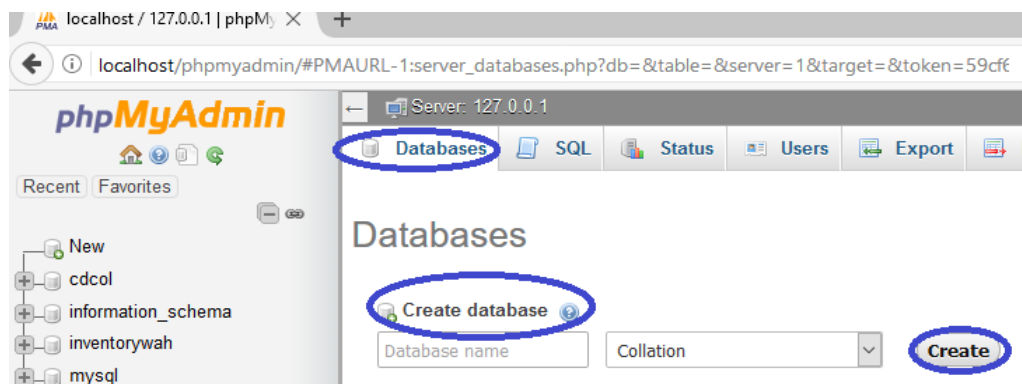 localhost / 127.0.0.1 | phpMy
localhost/phpmyadmin/#PMAURL-1:server_databases.php?db=&table=&server=1&target=&token=59cf6
phpMyAdmin
Server: 127.0.0.1
Databases SQL Status Users Export
Recent Favorites
Databases
New
cdcol
Create database
information_schema
inventorywah
Database name Collation Create
mysql